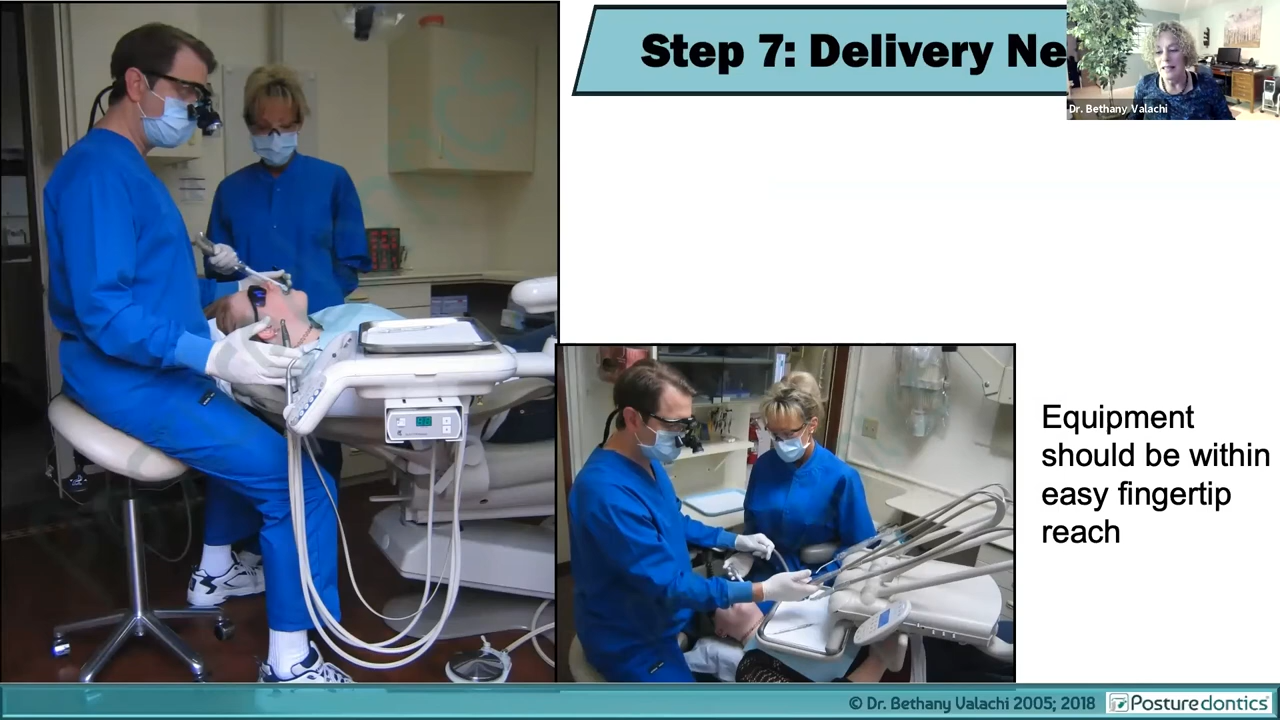 Step 7: Delivery Ne
Dr. Bethany Valachi
Equipment
should be within
easy fingertip
reach
© Dr. Bethany Valachi 2005; 2018
Posturedontics